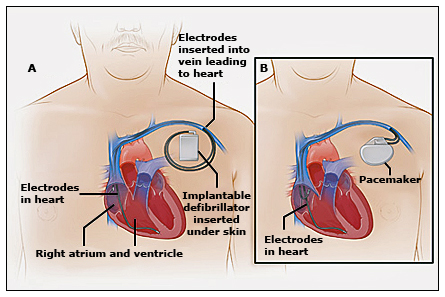 Electrodes
inserted into
vein leading
to heart
A
B
Electrodes
in heart
Implantable
defibrillator
inserted
under skin
Right atrium and ventricle
Pacemaker
Electrodes
in heart